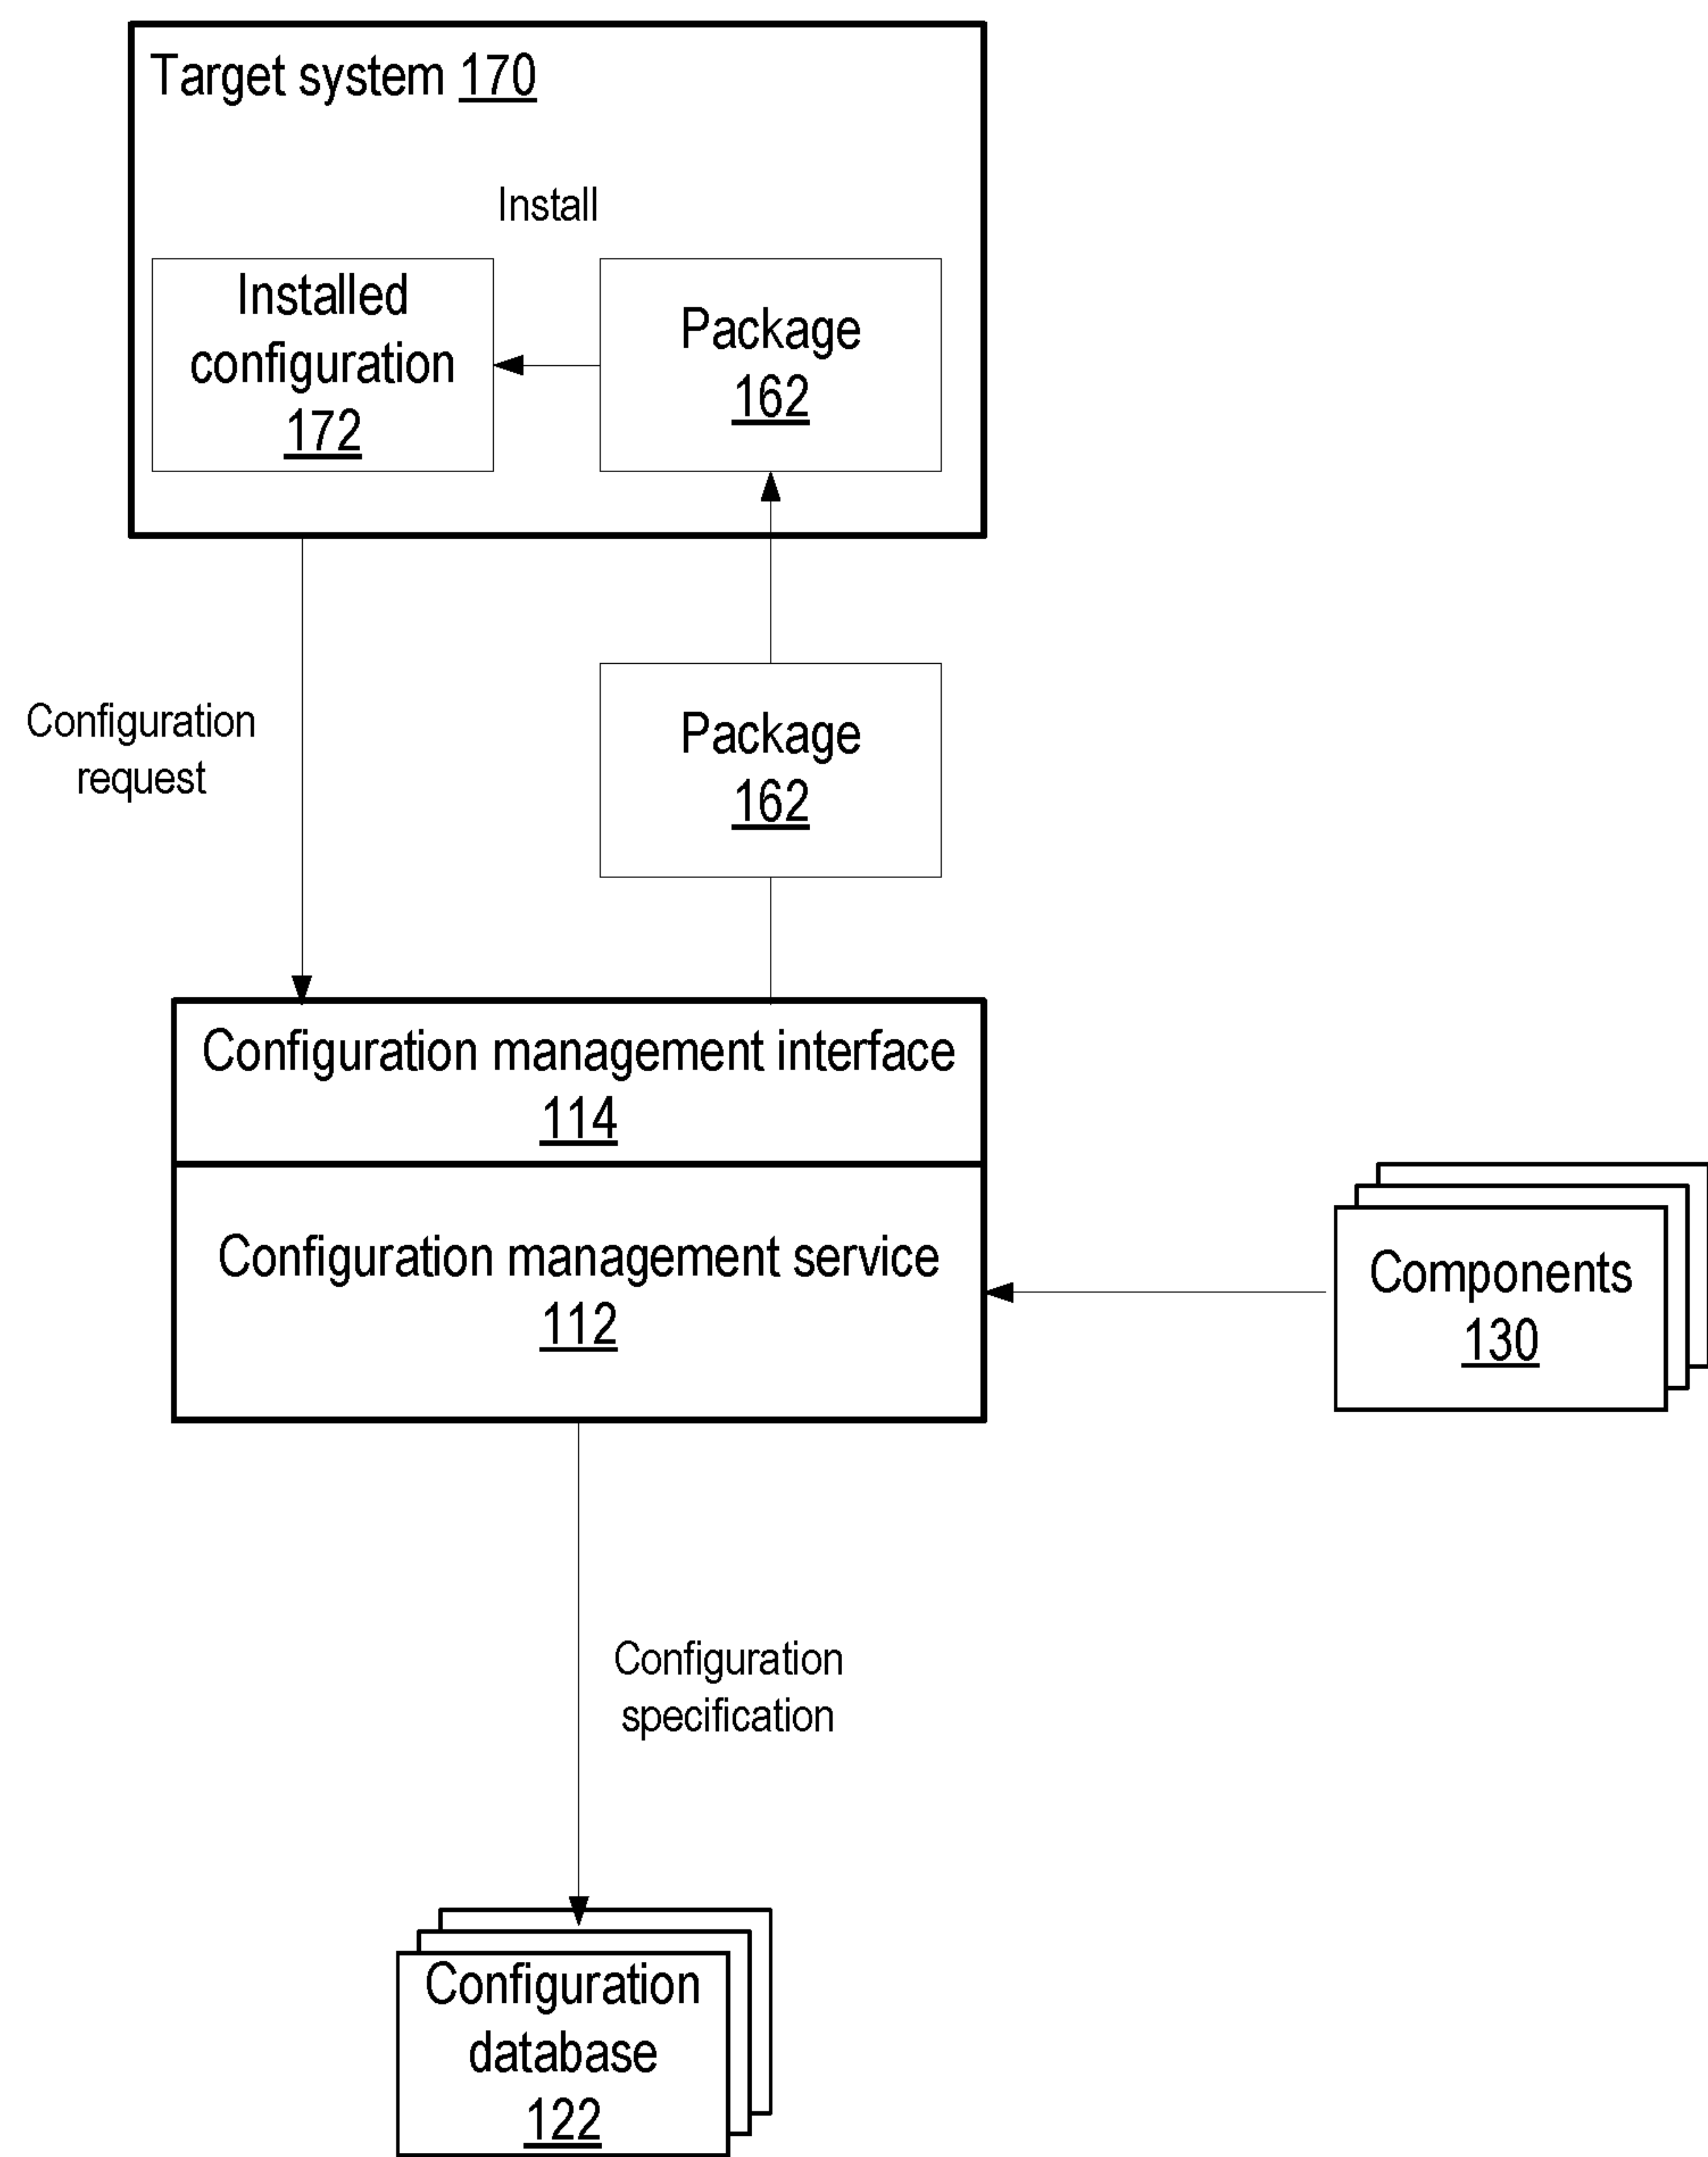 Target system 170
Install
Installed
configuration
172
Package
162
Configuration
request
Package
162
Configuration management interface
114
Configuration management service
112
Components
130
Configuration
specification
Configuration
database
122